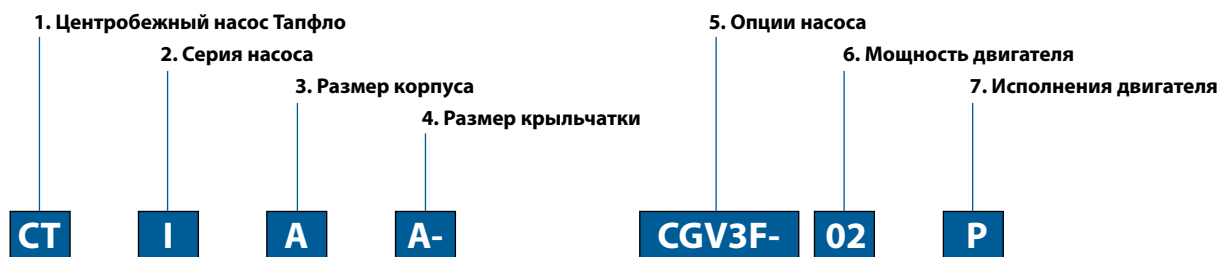 1. Центробежный насос Тапфло
2. Серия насоса
3. Размер корпуса
4. Размер крыльчатки
5. Опции насоса
6. Мощность двигателя
7. Исполнения двигателя
CT I A A- CGV3F- 02 P